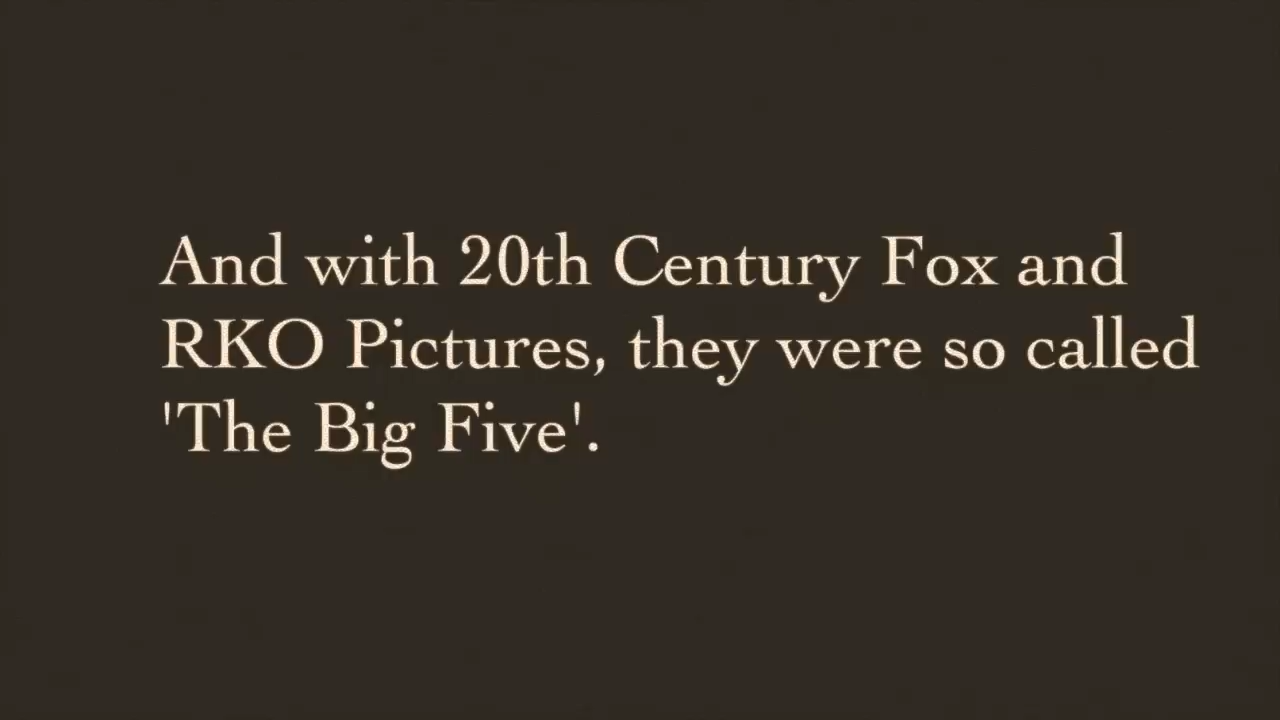 And with 20th Century Fox and
RKO Pictures, they were so called
'The Big Five'.